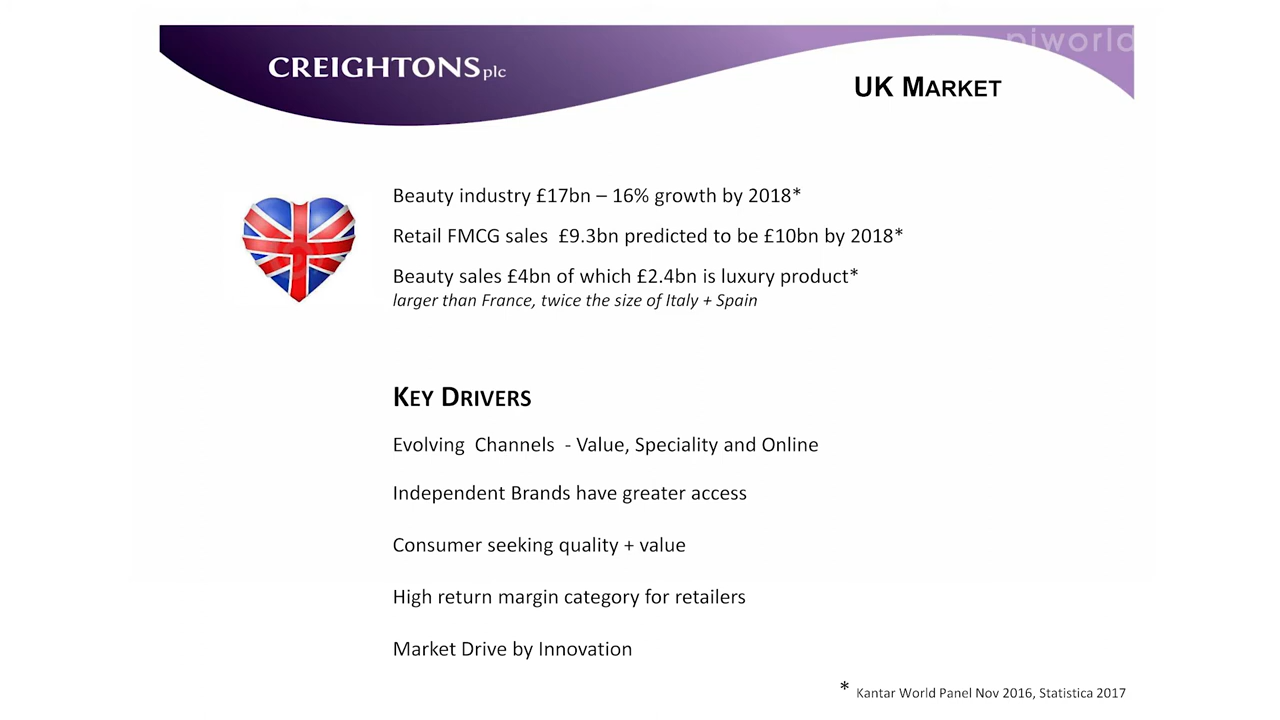 piworld
CREIGHTONS plc
UK MARKET
Beauty industry £17bn – 16% growth by 2018*
Retail FMCG sales £9.3bn predicted to be £10bn by 2018*
Beauty sales £4bn of which £2.4bn is luxury product*
larger than France, twice the size of Italy + Spain
KEY DRIVERS
Evolving Channels - Value, Speciality and Online
Independent Brands have greater access
Consumer seeking quality + value
High return margin category for retailers
Market Drive by Innovation
* Kantar World Panel Nov 2016, Statistica 2017